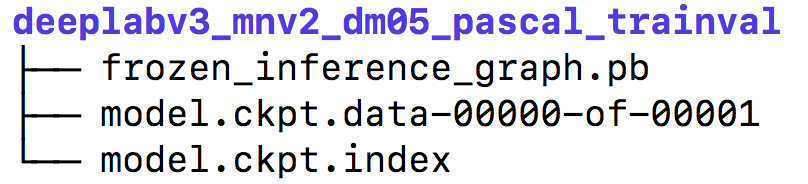 deeplabv3_mnv2_dm05_pascal_trainval
├── frozen_inference_graph.pb
├── model.ckpt.data-00000-of-00001
└── model.ckpt.index